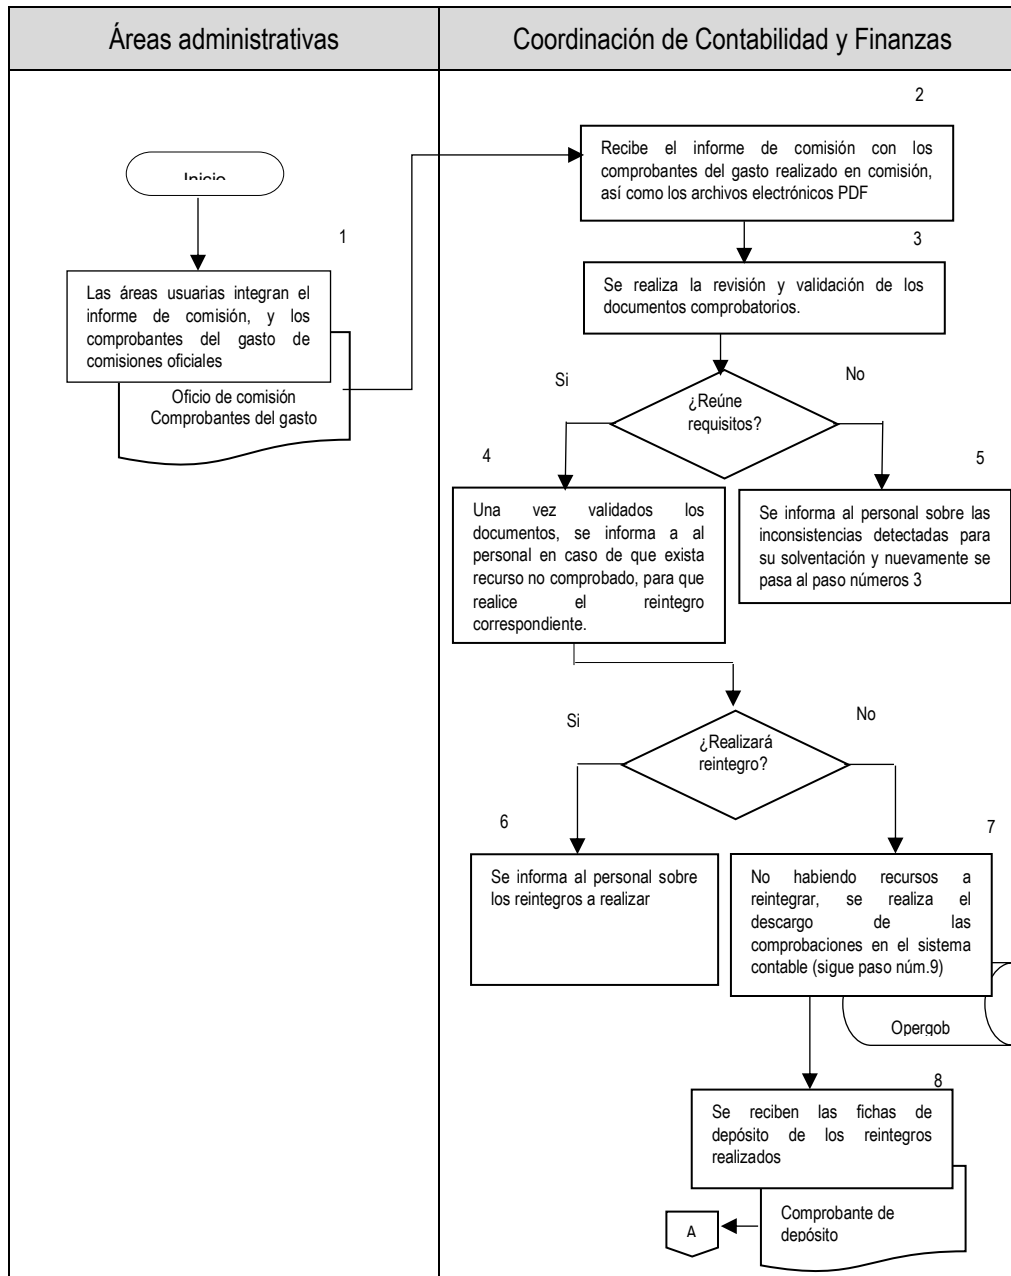 Áreas administrativas
Coordinación de Contabilidad y Finanzas
Inicio
1
Las áreas usuarias integran el
informe de comisión, y los
comprobantes del gasto de
comisiones oficiales
Oficio de comisión
Comprobantes del gasto
2
Recibe el informe de comisión con los
comprobantes del gasto realizado en comisión,
así como los archivos electrónicos PDF
3
Se realiza la revisión y validación de los
documentos comprobatorios.
Si
No
¿Reúne
requisitos?
4
Una vez validados los
documentos, se informa a al
personal en caso de que exista
recurso no comprobado, para que
realice el reintegro
correspondiente.
5
Se informa al personal sobre las
inconsistencias detectadas para
su solventación y nuevamente se
pasa al paso números 3
Si
No
¿Realizará
reintegro?
6
Se informa al personal sobre
los reintegros a realizar
7
No habiendo recursos a
reintegrar, se realiza el
descargo de las
comprobaciones en el sistema
contable (sigue paso núm.9)
Opergob
8
Se reciben las fichas de
depósito de los reintegros
realizados
Comprobante de
depósito
A